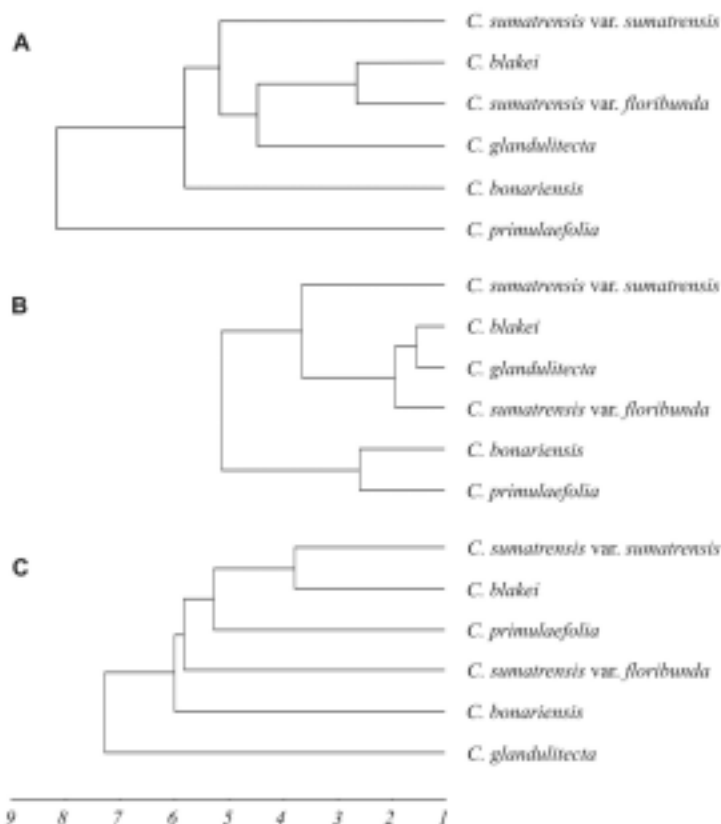 A
C. sumatrensis var. sumatrensis
C. blakei
C. sumatrensis var. floribunda
C. glandulitecta
C. bonariensis
C. primulaefolia
B
C. sumatrensis var. sumatrensis
C. blakei
C. glandulitecta
C. sumatrensis var. floribunda
C. bonariensis
C. primulaefolia
C
C. sumatrensis var. sumatrensis
C. blakei
C. primulaefolia
C. sumatrensis var. floribunda
C. bonariensis
C. glandulitecta
9 8 7 6 5 4 3 2 1